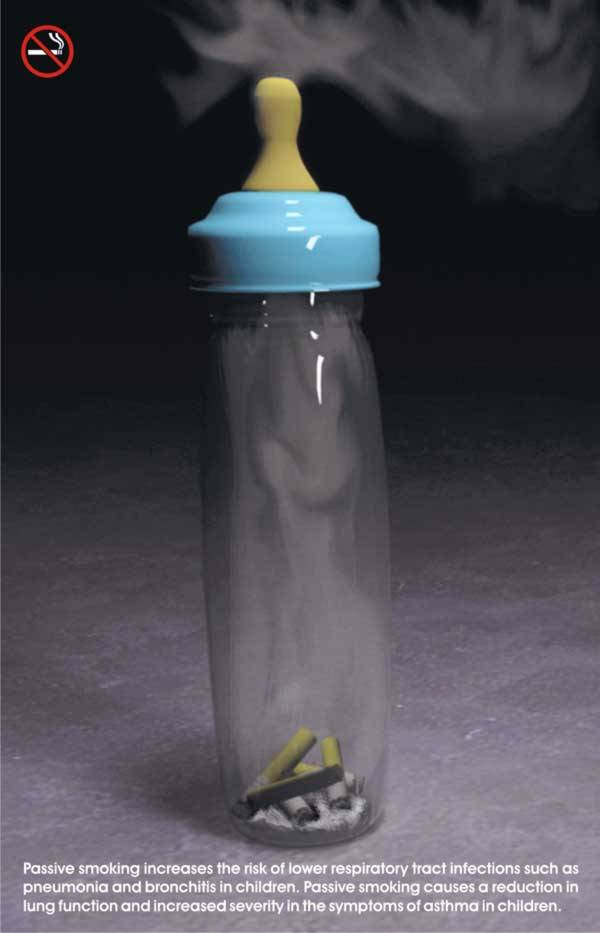 Passive smoking increases the risk of lower respiratory tract infections such as
pneumonia and bronchitis in children. Passive smoking causes a reduction in
lung function and increased severity in the symptoms of asthma in children.